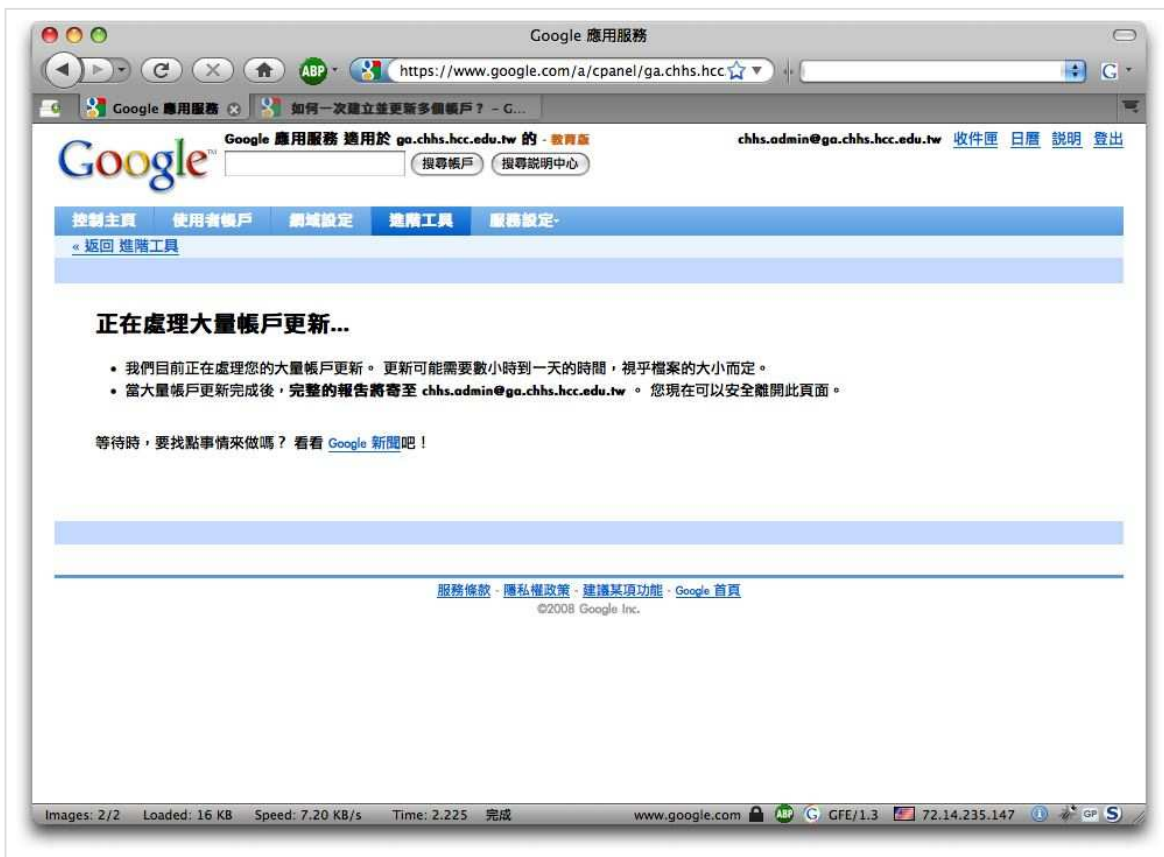 Google 應用服務
ABP
https://www.google.com/a/cpanel/ga.chhs.hcc.
G
Google 應用服務
如何一次建立並更新多個帳戶? - G...
Google™
Google 應用服務 適用於 ga.chhs.hcc.edu.tw 的 - 教育版
chhs.admin@ga.chhs.hcc.edu.tw 收件匣 日曆 説明 登出
搜尋帳戶 搜尋説明中心
控制主頁 使用者帳戶 網域設定 進階工具 服務設定
« 返回 進階工具
正在處理大量帳戶更新...
• 我們目前正在處理您的大量帳戶更新。 更新可能需要數小時到一天的時間,視乎檔案的大小而定。
• 當大量帳戶更新完成後,完整的報告將寄至 chhs.admin@ga.chhs.hcc.edu.tw 。 您現在可以安全離開此頁面。
等待時,要找點事情來做嗎? 看看 Google 新聞吧!
服務條款 - 隱私權政策 - 建議某項功能 - Google 首頁
©2008 Google Inc.
Images: 2/2 Loaded: 16 KB Speed: 7.20 KB/s Time: 2.225 完成 www.google.com ABP G GFE/1.3 72.14.235.147 GP S